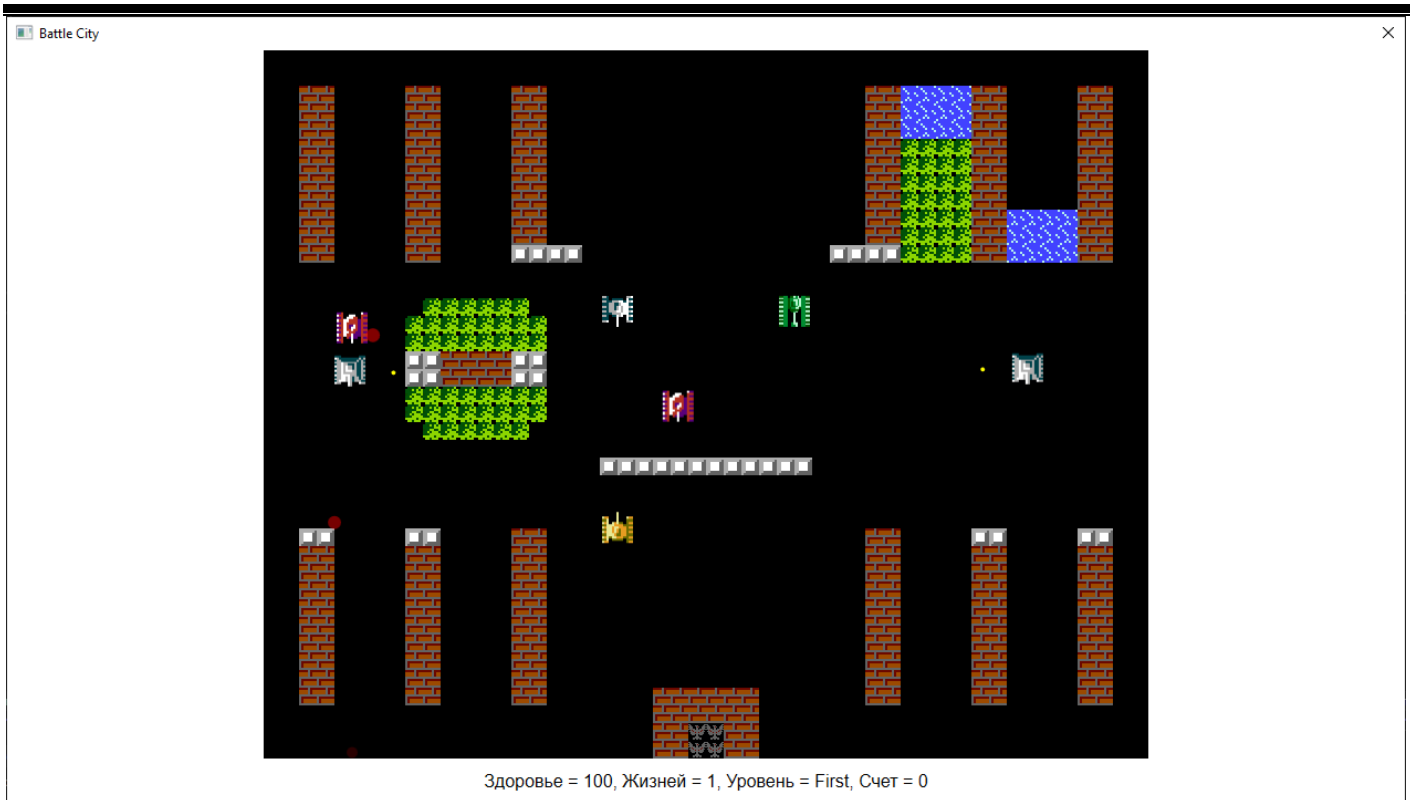 Battle City
Здоровье = 100, Жизней = 1, Уровень = First, Счет = 0